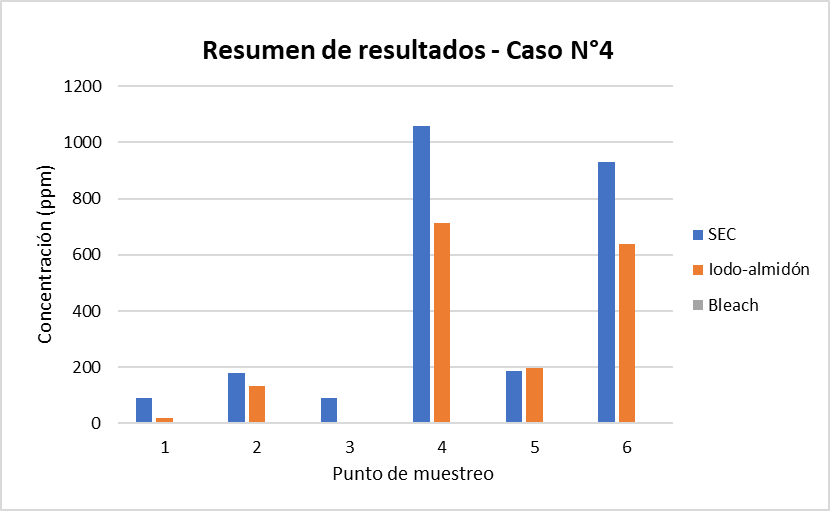 Resumen de resultados - Caso N°4
1200
1000
800
600
400
200
0
Concentración (ppm)
1 2 3 4 5 6
Punto de muestreo
SEC
Iodo-almidón
Bleach